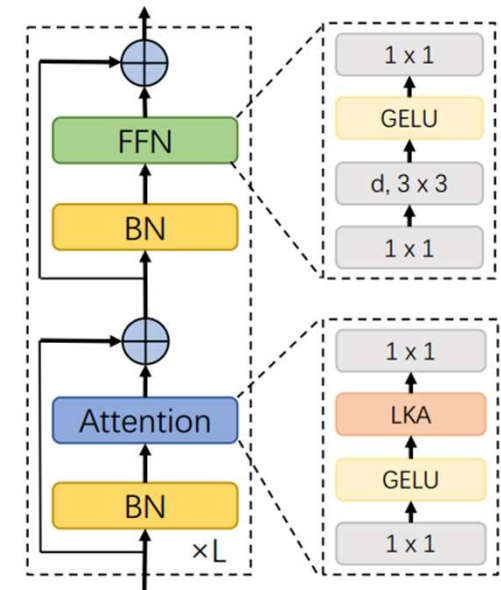 FFN
BN
Attention
BN
×L
1 x 1
GELU
d, 3 x 3
1 x 1
1 x 1
LKA
GELU
1 x 1